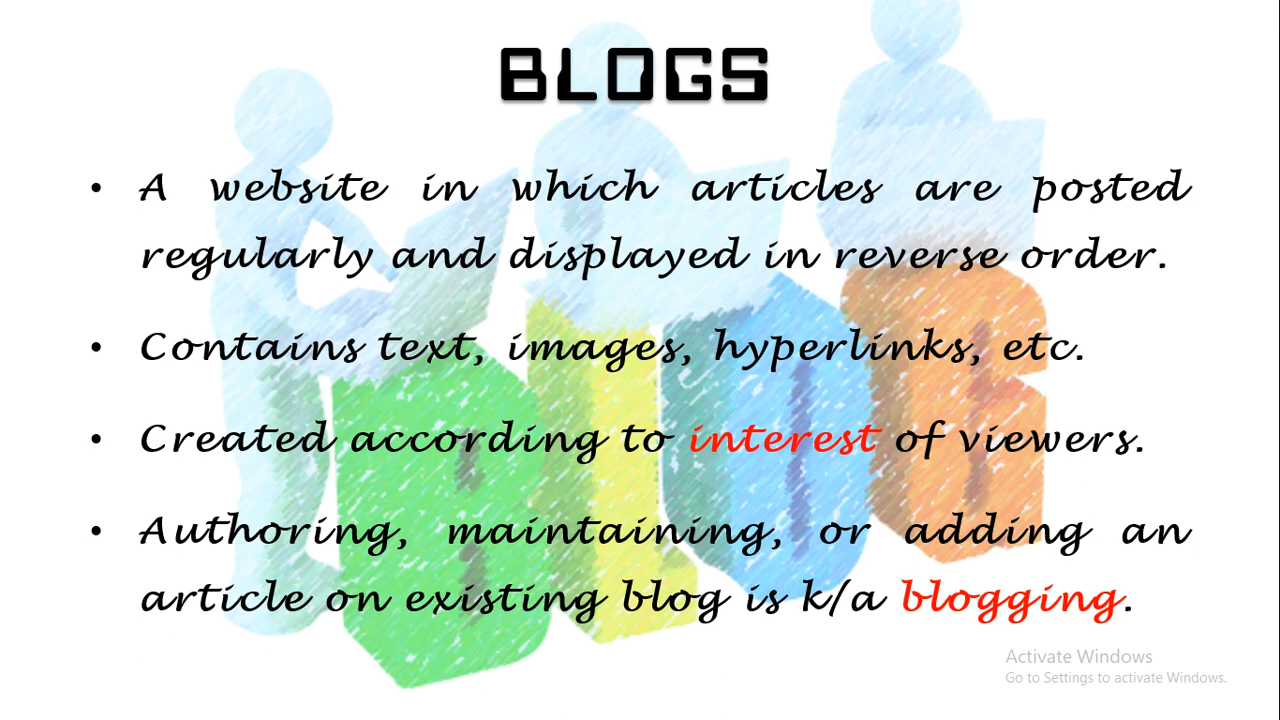 BLOGS
• A website in which articles are posted
regularly and displayed in reverse order.
• Contains text, images, hyperlinks, etc.
• Created according to interest of viewers.
• Authoring, maintaining, or adding an
article on existing blog is k/a blogging.
BLOG
Activate Windows
Go to Settings to activate Windows.